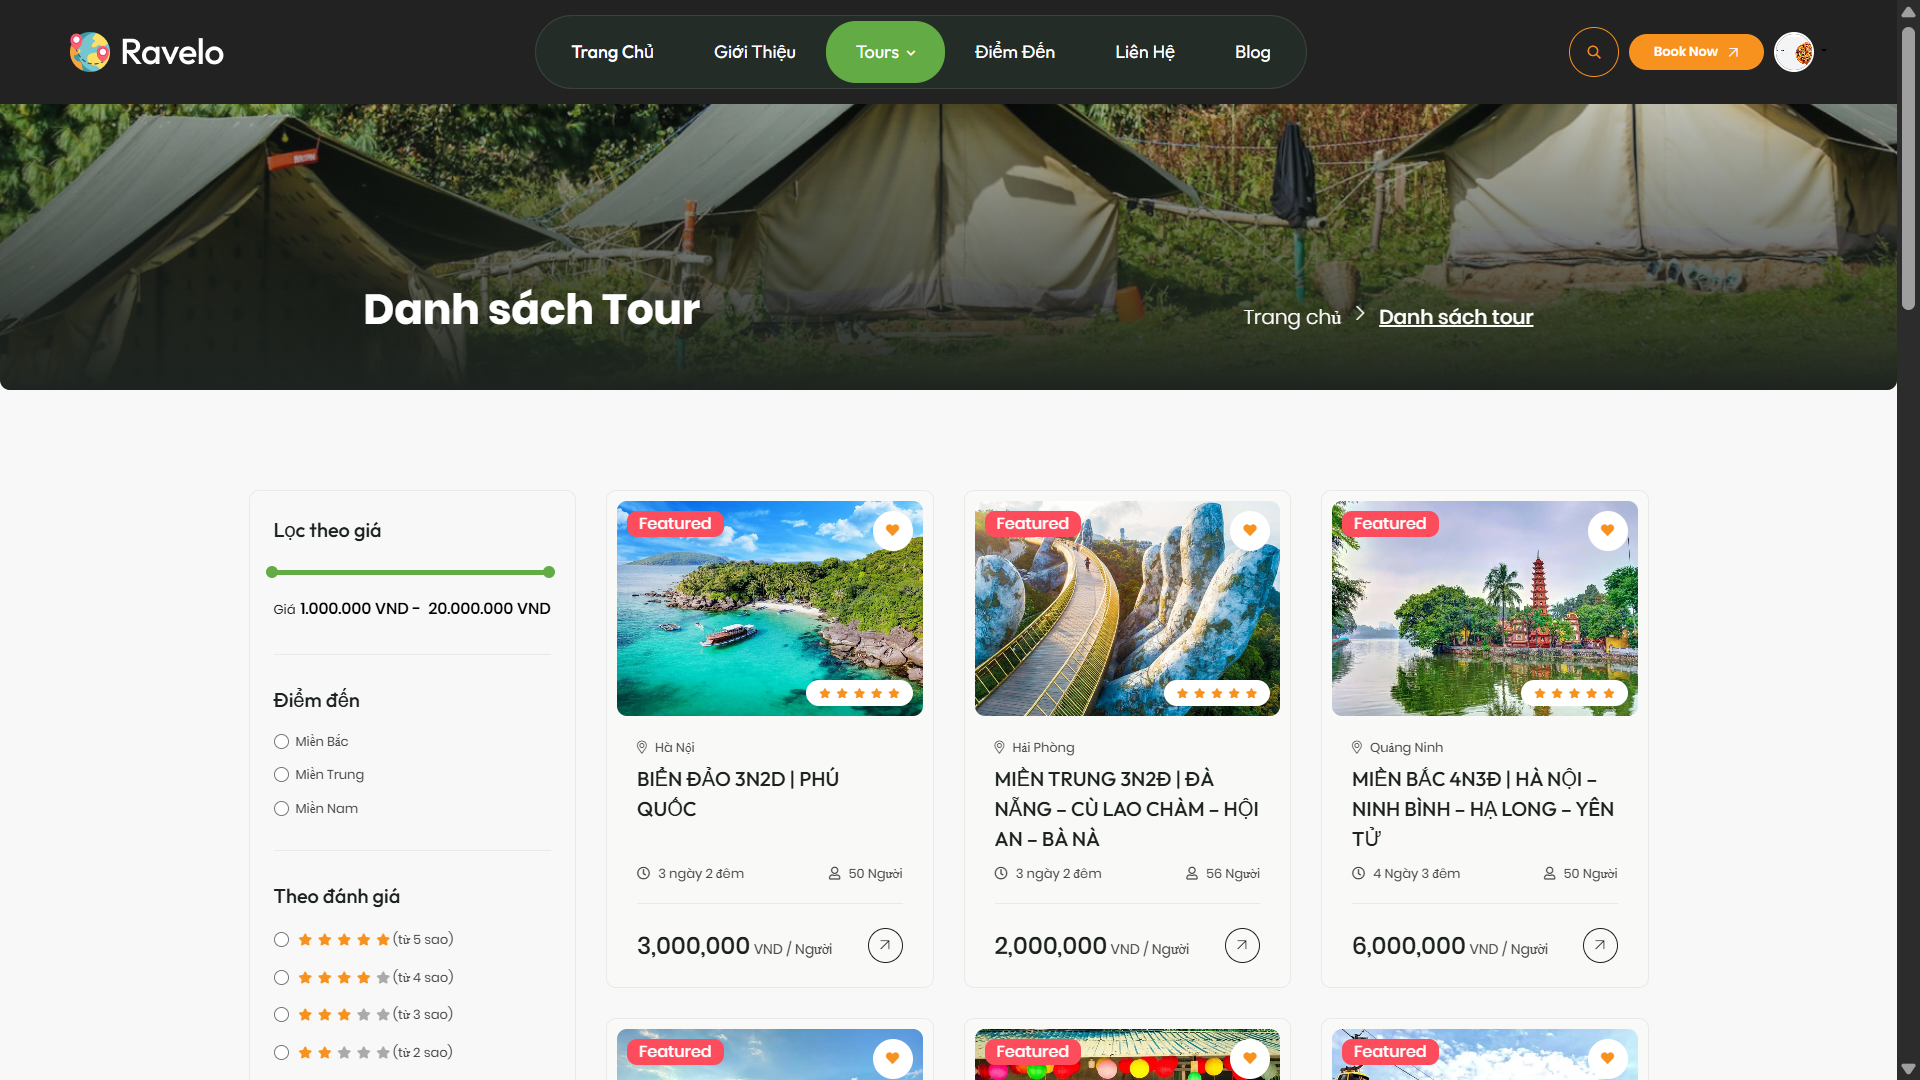 Ravelo
Trang Chủ
Giới Thiệu
Tours
Điểm Đến
Liên Hệ
Blog
Book Now
Danh sách Tour
Trang chủ
Danh sách tour
Lọc theo giá
Giá 1.000.000 VND - 20.000.000 VND
Điểm đến
Miền Bắc
Miền Trung
Miền Nam
Theo đánh giá
(từ 5 sao)
(từ 4 sao)
(từ 3 sao)
(từ 2 sao)
Featured
Hà Nội
BIỂN ĐẢO 3N2D | PHÚ
QUỐC
3 ngày 2 đêm
50 Người
3,000,000 VND / Người
Featured
Hải Phòng
MIỀN TRUNG 3N2Đ | ĐÀ
NẴNG – CÙ LAO CHÀM – HỘI
AN – BÀ NÀ
3 ngày 2 đêm
56 Người
2,000,000 VND / Người
Featured
Quảng Ninh
MIỀN BẮC 4N3Đ | HÀ NỘI –
NINH BÌNH – HẠ LONG – YÊN
TỬ
4 Ngày 3 đêm
50 Người
6,000,000 VND / Người
Featured
Featured
Featured